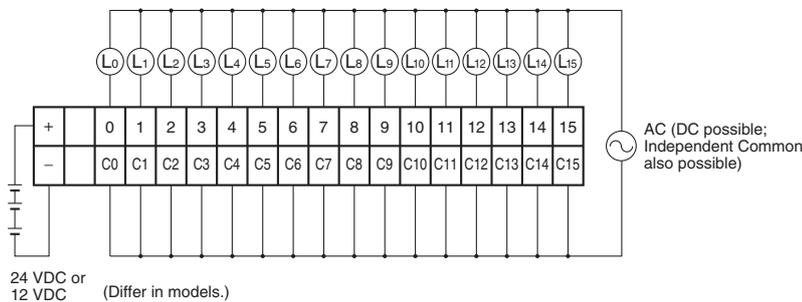 L0 L1 L2 L3 L4 L5 L6 L7 L8 L9 L10 L11 L12 L13 L14 L15
+ 0 1 2 3 4 5 6 7 8 9 10 11 12 13 14 15
− C0 C1 C2 C3 C4 C5 C6 C7 C8 C9 C10 C11 C12 C13 C14 C15
AC (DC possible;
Independent Common
also possible)
24 VDC or
12 VDC (Differ in models.)